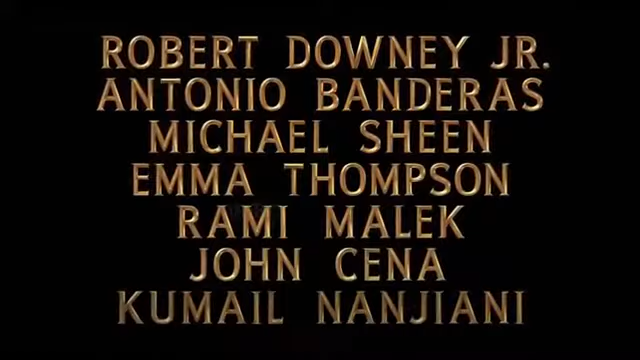 ROBERT DOWNEY JR.
ANTONIO BANDERAS
MICHAEL SHEEN
EMMA THOMPSON
RAMI MALEK
JOHN CENA
KUMAIL NANJIANI